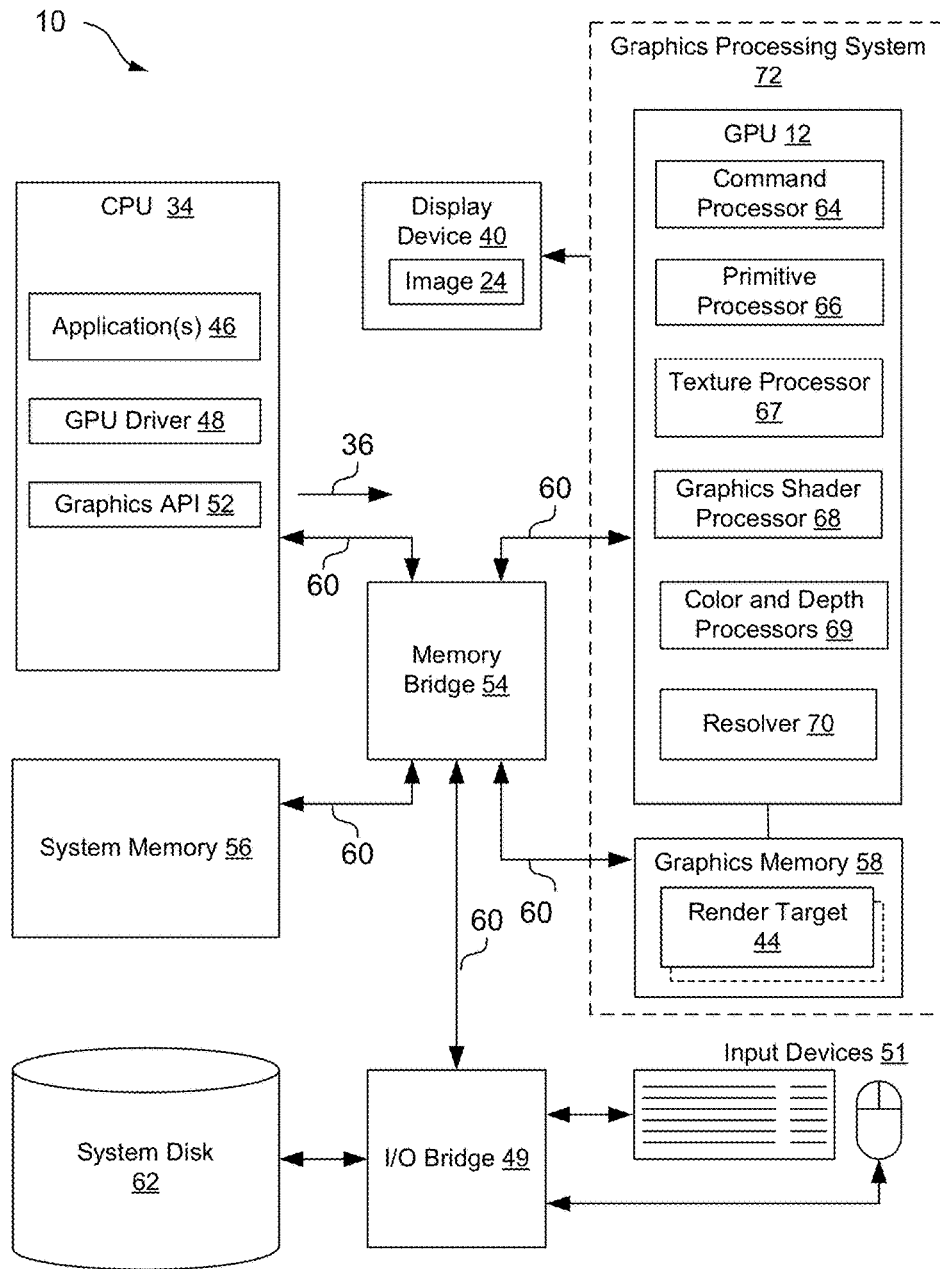 10
Graphics Processing System
72
GPU 12
Command
Processor 64
Primitive
Processor 66
Texture Processor
67
Graphics Shader
Processor 68
Color and Depth
Processors 69
Resolver 70
CPU 34
Application(s) 46
GPU Driver 48
Graphics API 52
Display
Device 40
Image 24
36
60
60
Memory
Bridge 54
System Memory 56
60
60
60
Graphics Memory 58
Render Target
44
Input Devices 51
System Disk
62
I/O Bridge 49